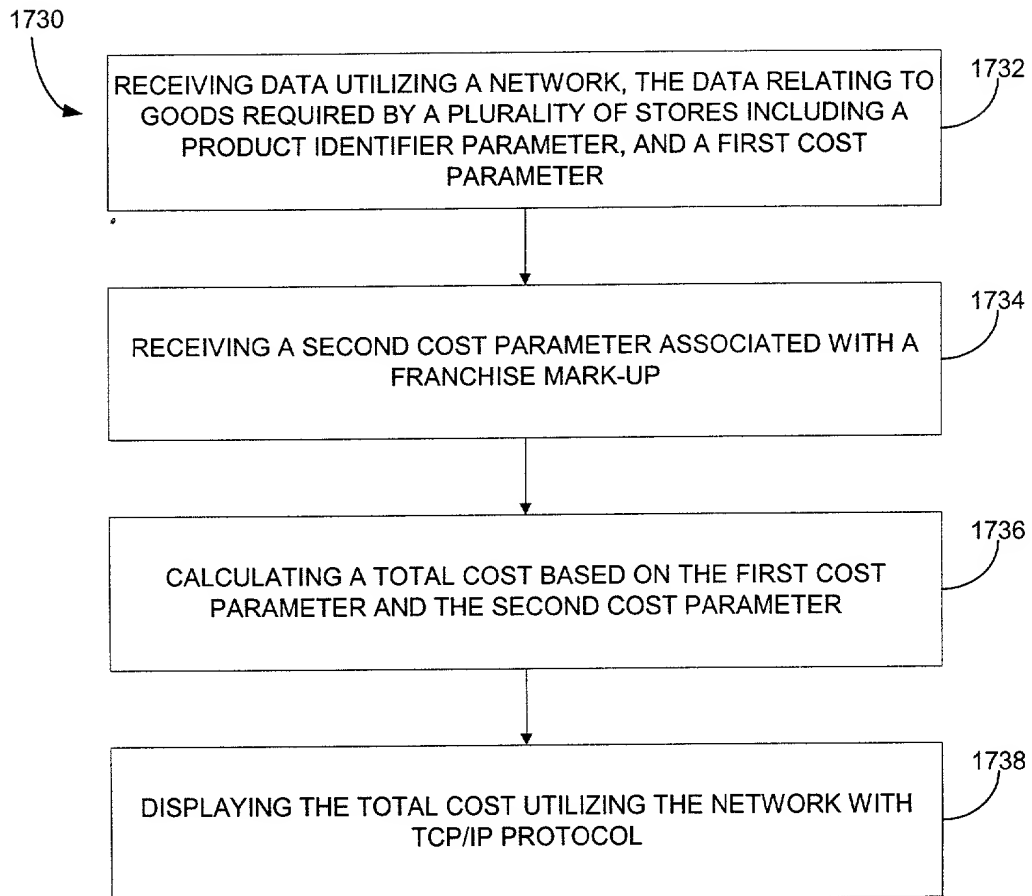 1730
RECEIVING DATA UTILIZING A NETWORK, THE DATA RELATING TO
GOODS REQUIRED BY A PLURALITY OF STORES INCLUDING A
PRODUCT IDENTIFIER PARAMETER, AND A FIRST COST
PARAMETER
1732
RECEIVING A SECOND COST PARAMETER ASSOCIATED WITH A
FRANCHISE MARK-UP
1734
CALCULATING A TOTAL COST BASED ON THE FIRST COST
PARAMETER AND THE SECOND COST PARAMETER
1736
DISPLAYING THE TOTAL COST UTILIZING THE NETWORK WITH
TCP/IP PROTOCOL
1738